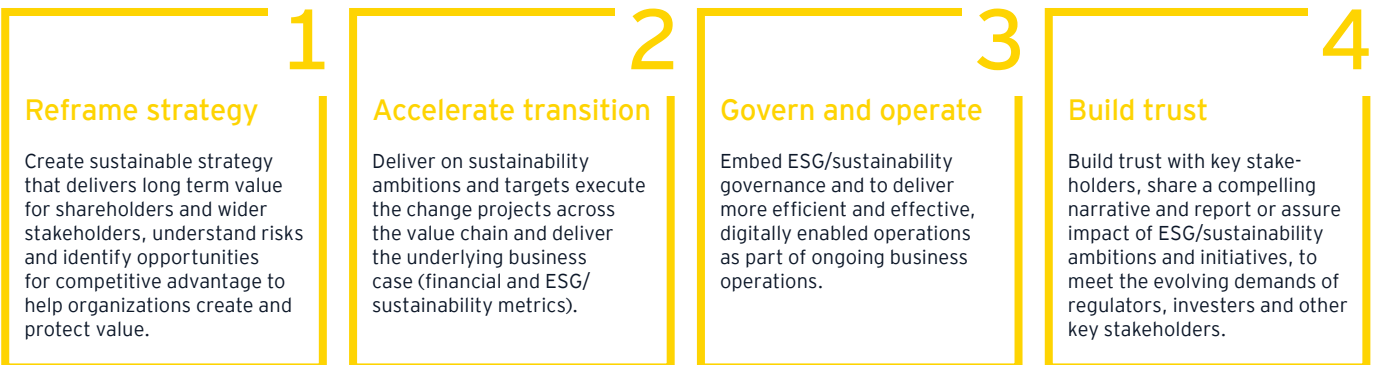 1
Reframe strategy
Create sustainable strategy
that delivers long term value
for shareholders and wider
stakeholders, understand risks
and identify opportunities
for competitive advantage to
help organizations create and
protect value.
2
Accelerate transition
Deliver on sustainability
ambitions and targets execute
the change projects across
the value chain and deliver
the underlying business
case (financial and ESG/
sustainability metrics).
3
Govern and operate
Embed ESG/sustainability
governance and to deliver
more efficient and effective,
digitally enabled operations
as part of ongoing business
operations.
4
Build trust
Build trust with key stake-
holders, share a compelling
narrative and report or assure
impact of ESG/sustainability
ambitions and initiatives, to
meet the evolving demands of
regulators, investers and other
key stakeholders.